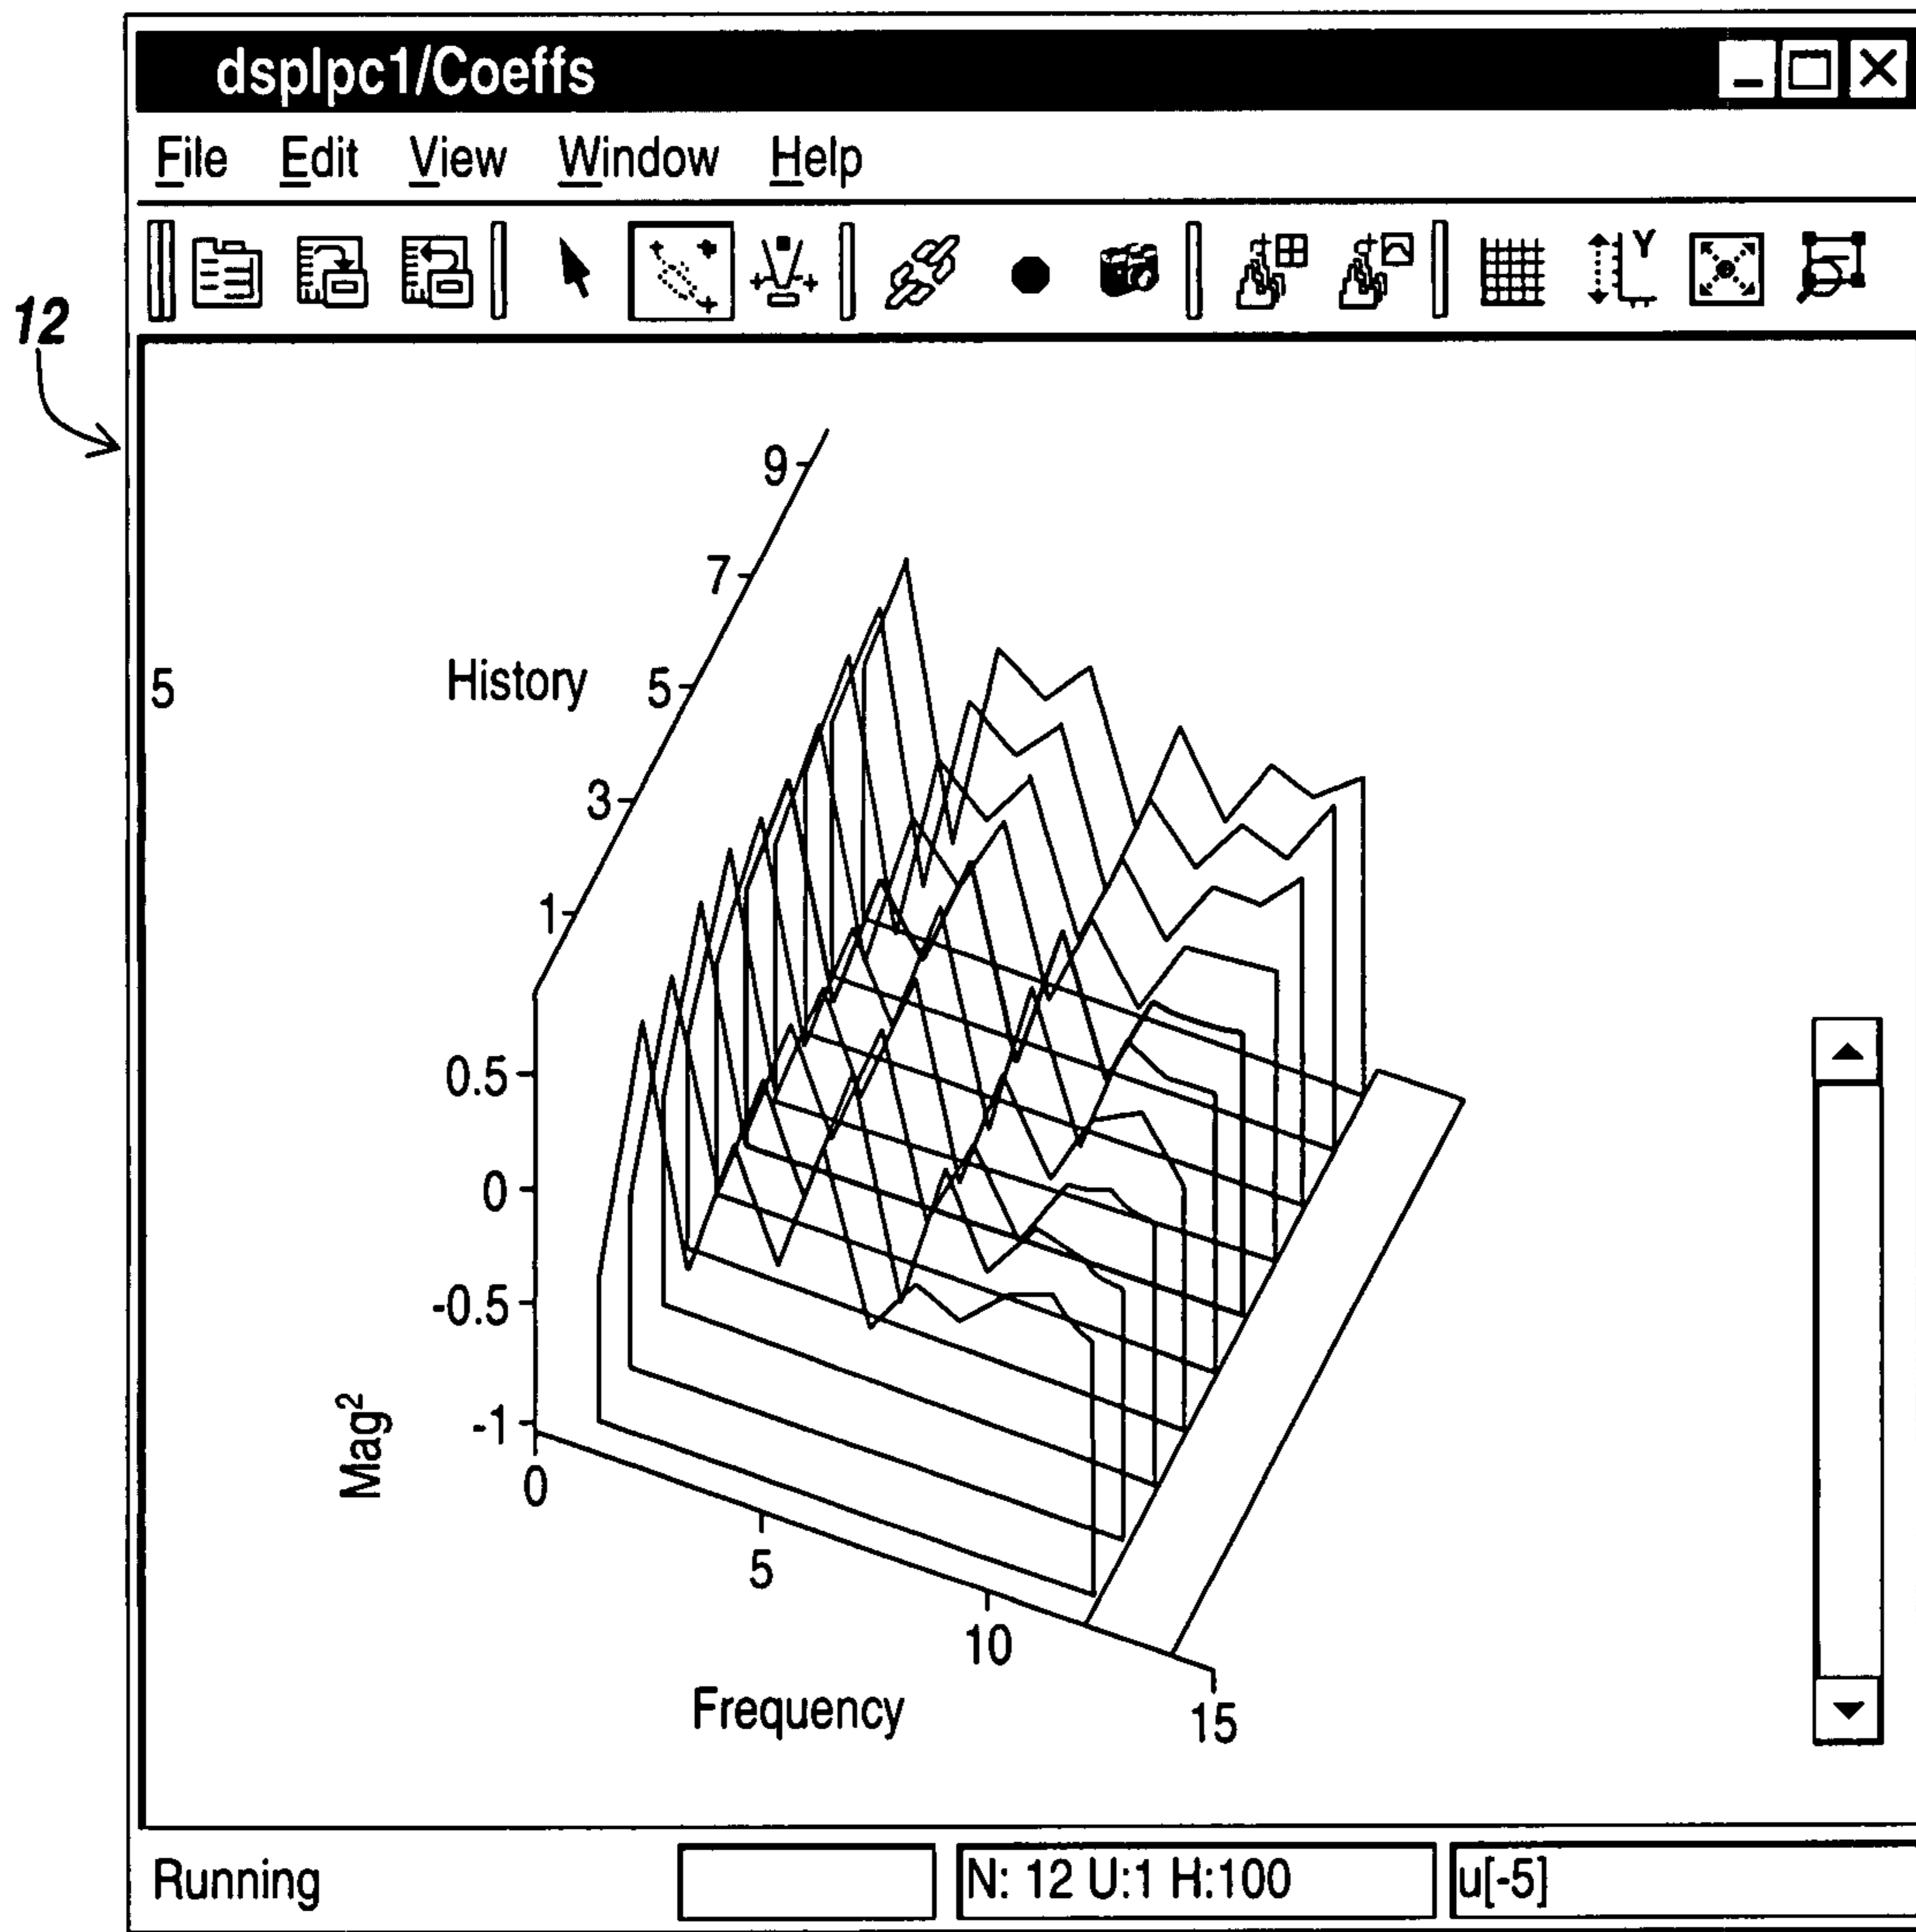 dsplpc1/Coeffs
File Edit View Window Help
Y
12
9
7
History 5
5
3
1
0.5
0
-0.5
-1
Mag²
0
5
10
15
Frequency
Running
N: 12 U:1 H:100
u[-5]